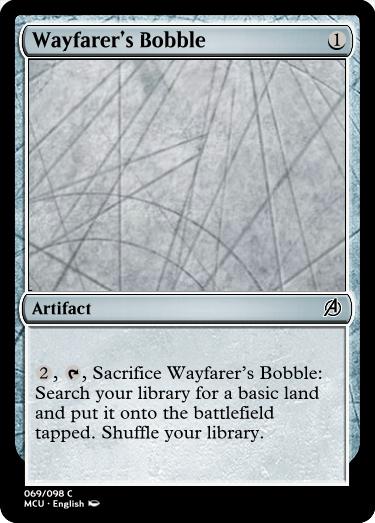 Wayfarer's Bobble 1
Artifact
2, , Sacrifice Wayfarer's Bobble:
Search your library for a basic land
and put it onto the battlefield
tapped. Shuffle your library.
069/098 C
MCU · English